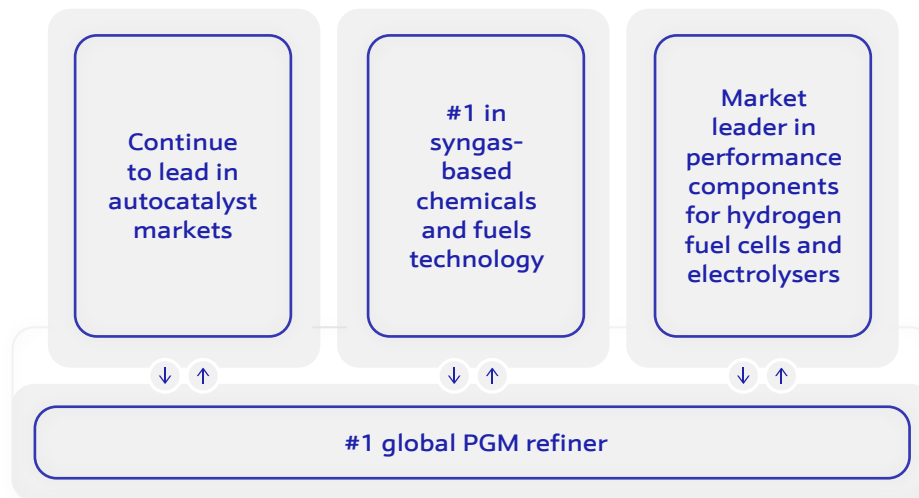 Continue
to lead in
autocatalyst
markets
#1 in
syngas-
based
chemicals
and fuels
technology
Market
leader in
performance
components
for hydrogen
fuel cells and
electrolysers
#1 global PGM refiner